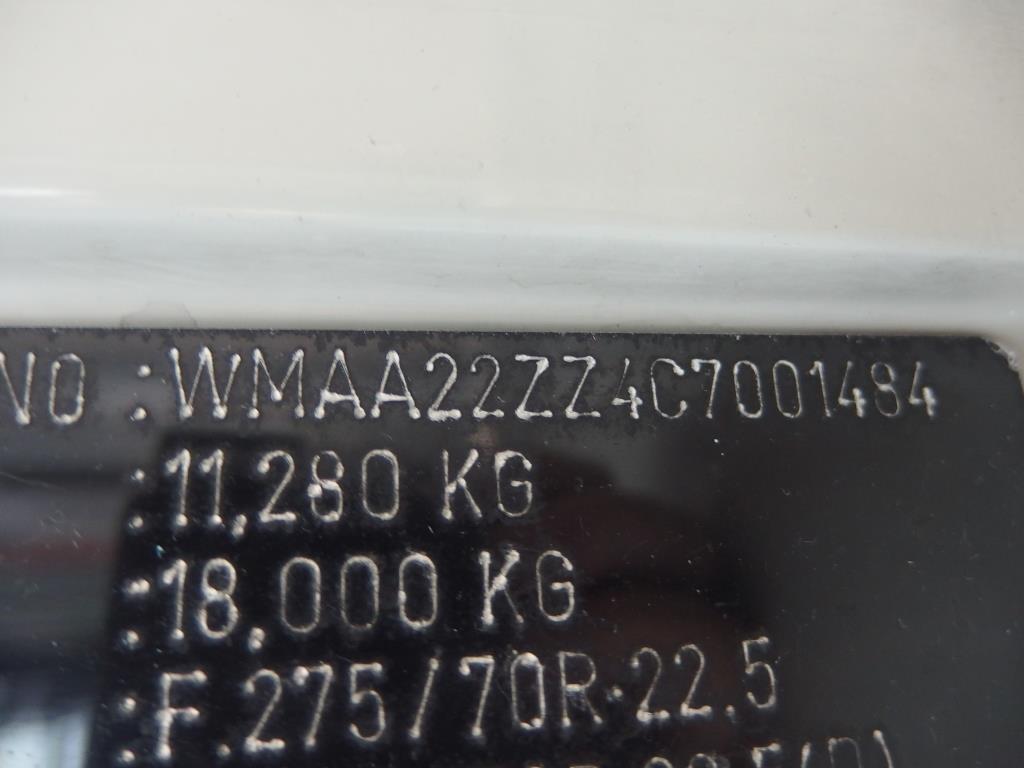 NO :WMAA22ZZ4C7001484
:11,280 KG
:18,000 KG
:F.275/70R.22.5